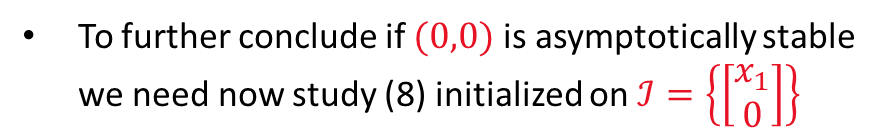 • To further conclude if (0,0) is asymptotically stable
we need now study (8) initialized on ℐ = {[x₁ 0]}